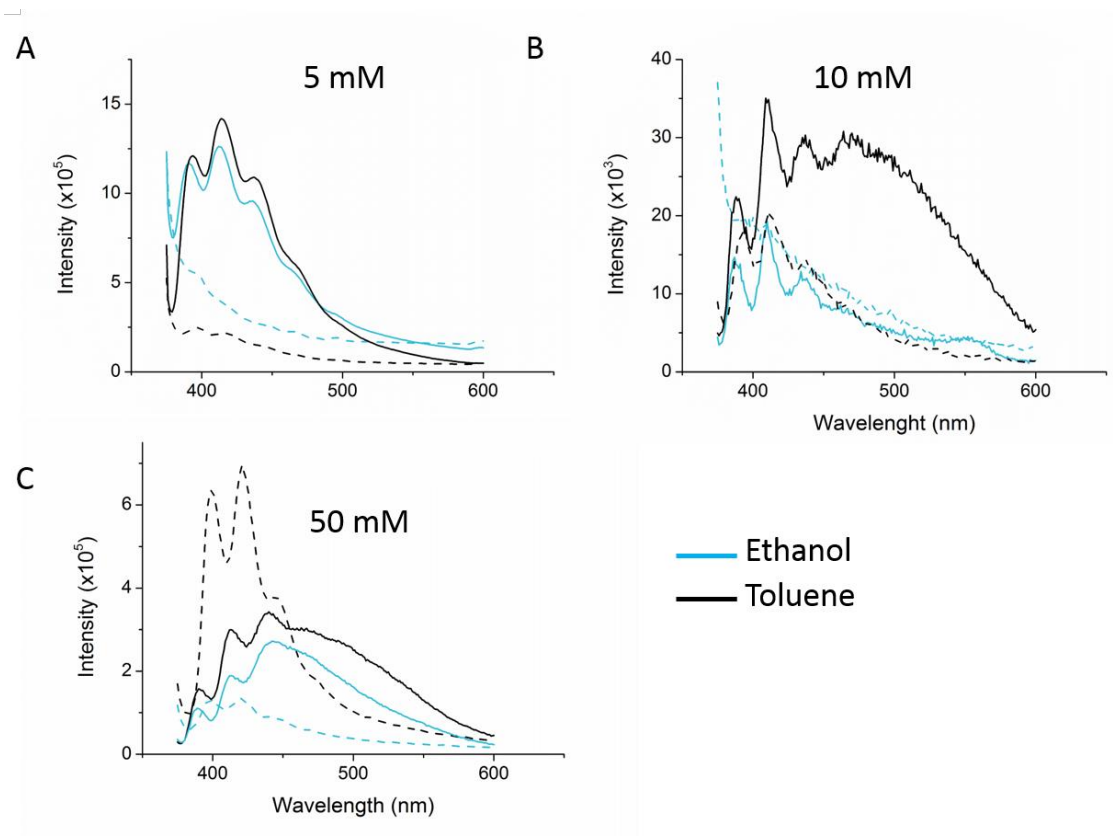 A
5 mM
Intensity (x10⁵)
15
10
5
0
400
500
600
B
10 mM
Intensity (x10³)
40
30
20
10
0
400
500
600
Wavelenght (nm)
C
50 mM
Intensity (x10⁵)
6
4
2
0
400
500
600
Wavelength (nm)
Ethanol
Toluene